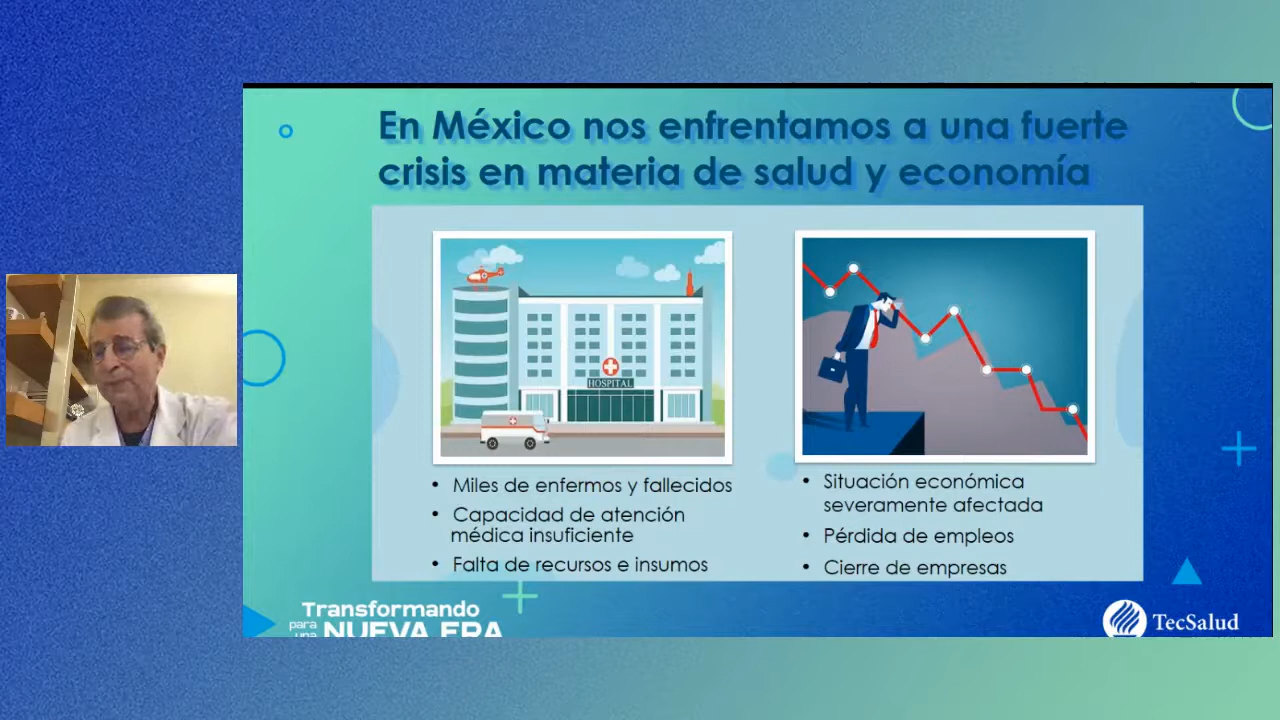 En México nos enfrentamos a una fuerte
crisis en materia de salud y economía
HOSPITAL
• Miles de enfermos y fallecidos
• Capacidad de atención
médica insuficiente
• Falta de recursos e insumos
• Situación económica
severamente afectada
• Pérdida de empleos
• Cierre de empresas
Transformando
para
una
NUEVA ERA
TecSalud